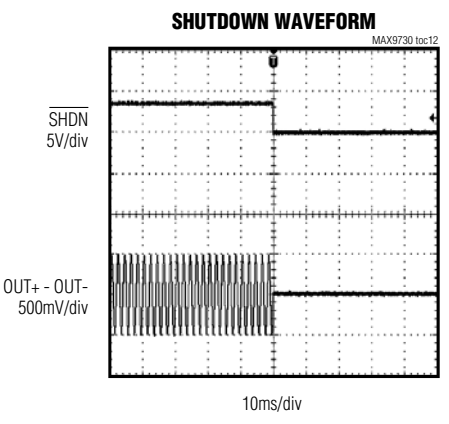 SHUTDOWN WAVEFORM
MAX9730 toc12
T
SHDN
5V/div
OUT+ - OUT-
500mV/div
10ms/div